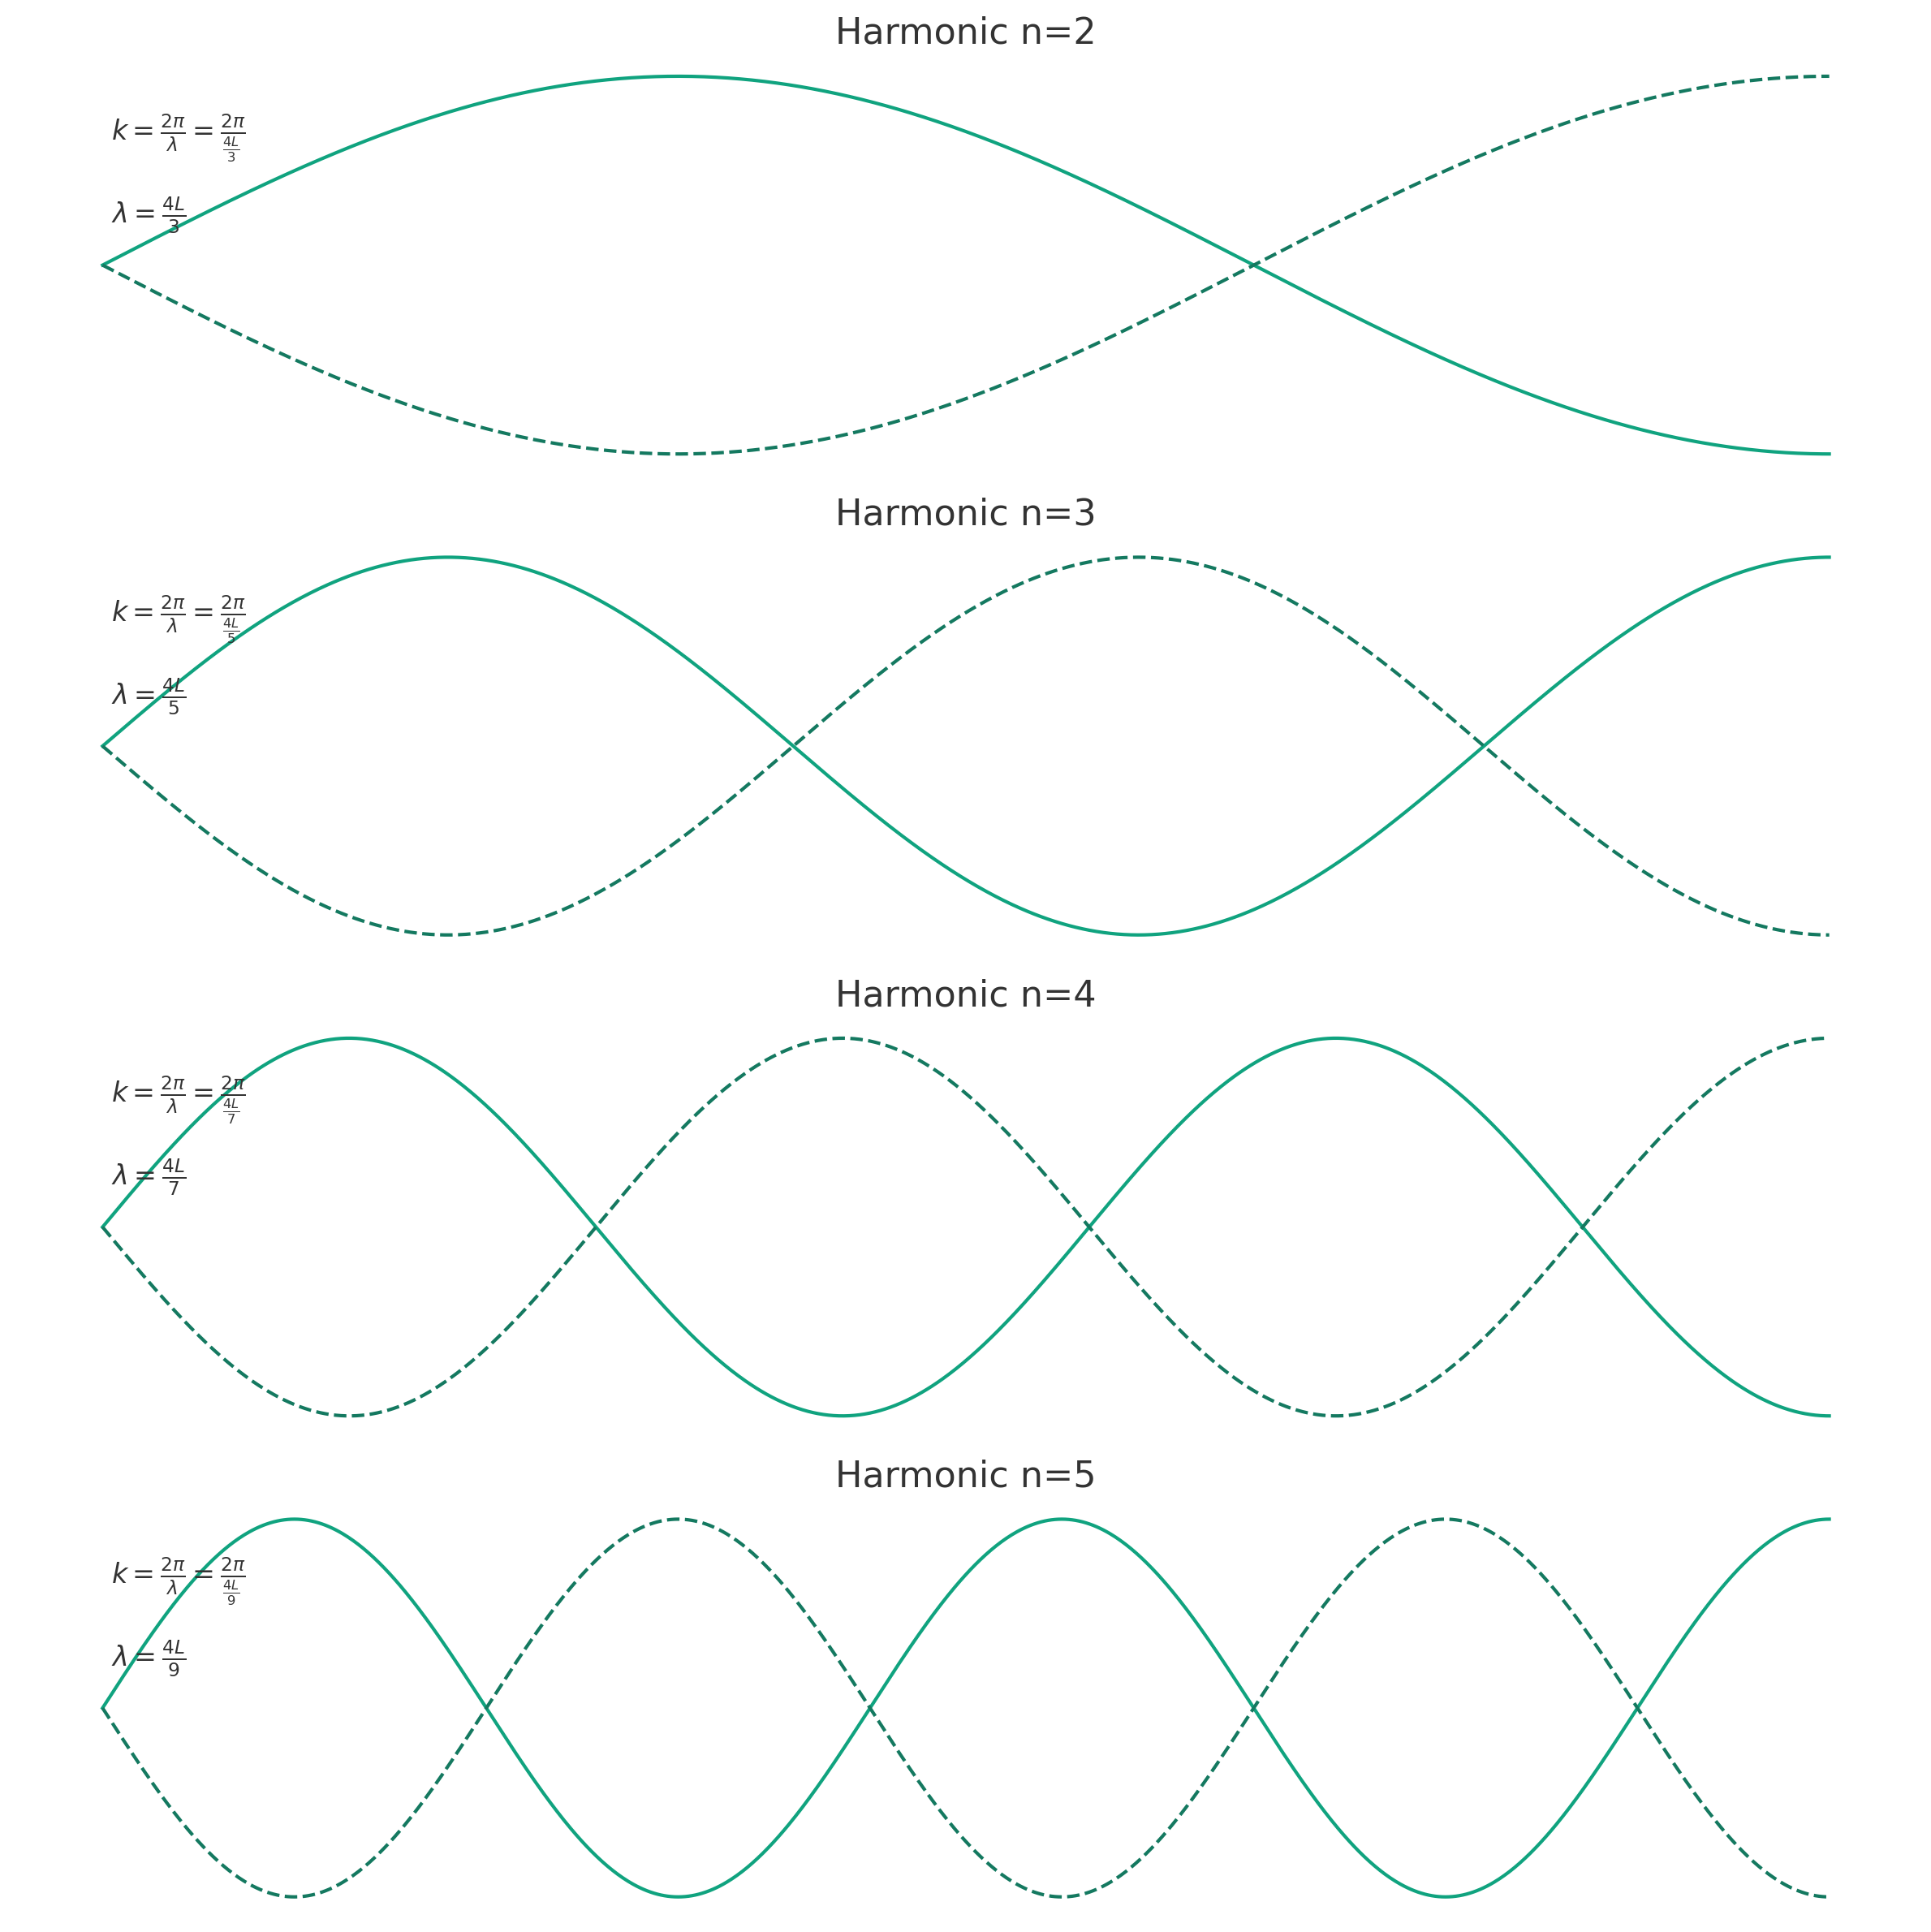 Harmonic n=2
k = 2π/λ = 2π/(4L/3)
λ = 4L/3
Harmonic n=3
k = 2π/λ = 2π/(4L/5)
λ = 4L/5
Harmonic n=4
k = 2π/λ = 2π/(4L/7)
λ = 4L/7
Harmonic n=5
k = 2π/λ = 2π/(4L/9)
λ = 4L/9